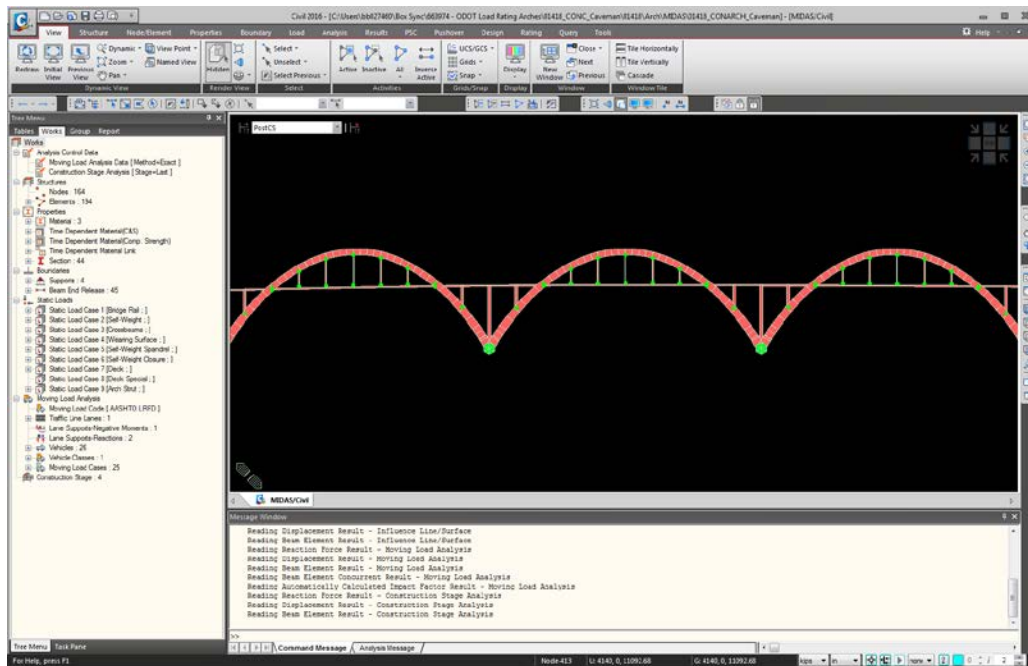 Civil 2016 - [C:\Users\bb827460\Box Sync\663974 - ODOT Load Rating Arches\01418_CONC_Caveman\01418\Arch\MIDAS\01418_CONARCH_Caveman] - [MIDAS/Civil]
View Structure Node/Element Properties Boundary Load Analysis Results PSC Pushover Design Rating Query Tools Help
Dynamic View Point Select UCS/GCS Close Tile Horizontally
Zoom Named View Unselect Grids Next Tile Vertically
Redraw Initial View Previous View Pan Hidden Select Previous Active Inactive All Inverse Active Snap Display New Window Previous Cascade
Dynamic View Render View Select Activities Grids/Snap Display Window Window Tile
Tree Menu
Tables Works Group Report
PostCS
Works
Analysis Control Data
Moving Load Analysis Data [ Method=Exact ]
Construction Stage Analysis [ Stage=Last ]
Structures
Nodes : 164
Elements : 194
Properties
Material : 3
Time Dependent Material(C&S)
Time Dependent Material(Comp. Strength)
Time Dependent Material Link
Section : 44
Boundaries
Supports : 4
Beam End Release : 45
Static Loads
Static Load Case 1 [Bridge Rail ; ]
Static Load Case 2 [Self-Weight ; ]
Static Load Case 3 [Crossbeams ; ]
Static Load Case 4 [Wearing Surface ; ]
Static Load Case 5 [Self-Weight Spandrel ; ]
Static Load Case 6 [Self-Weight Closure ; ]
Static Load Case 7 [Deck ; ]
Static Load Case 8 [Deck Special ; ]
Static Load Case 9 [Arch Strut ; ]
Moving Load Analysis
Moving Load Code [ AASHTO LRFD ]
Traffic Line Lanes : 1
Lane Supports-Negative Moments : 1
Lane Supports-Reactions : 2
Vehicles : 26
Vehicle Classes : 1
Moving Load Cases : 25
Construction Stage : 4
MIDAS/Civil
Message Window
Reading Displacement Result - Influence Line/Surface
Reading Beam Element Result - Influence Line/Surface
Reading Reaction Force Result - Moving Load Analysis
Reading Displacement Result - Moving Load Analysis
Reading Beam Element Result - Moving Load Analysis
Reading Beam Element Concurrent Result - Moving Load Analysis
Reading Automatically Calculated Impact Factor Result - Moving Load Analysis
Reading Reaction Force Result - Construction Stage Analysis
Reading Displacement Result - Construction Stage Analysis
Reading Beam Element Result - Construction Stage Analysis
>>
Tree Menu Task Pane
Command Message Analysis Message
For Help, press F1
Node-413 U: 4140, 0, 11092.68 G: 4140, 0, 11092.68 kips in none 2